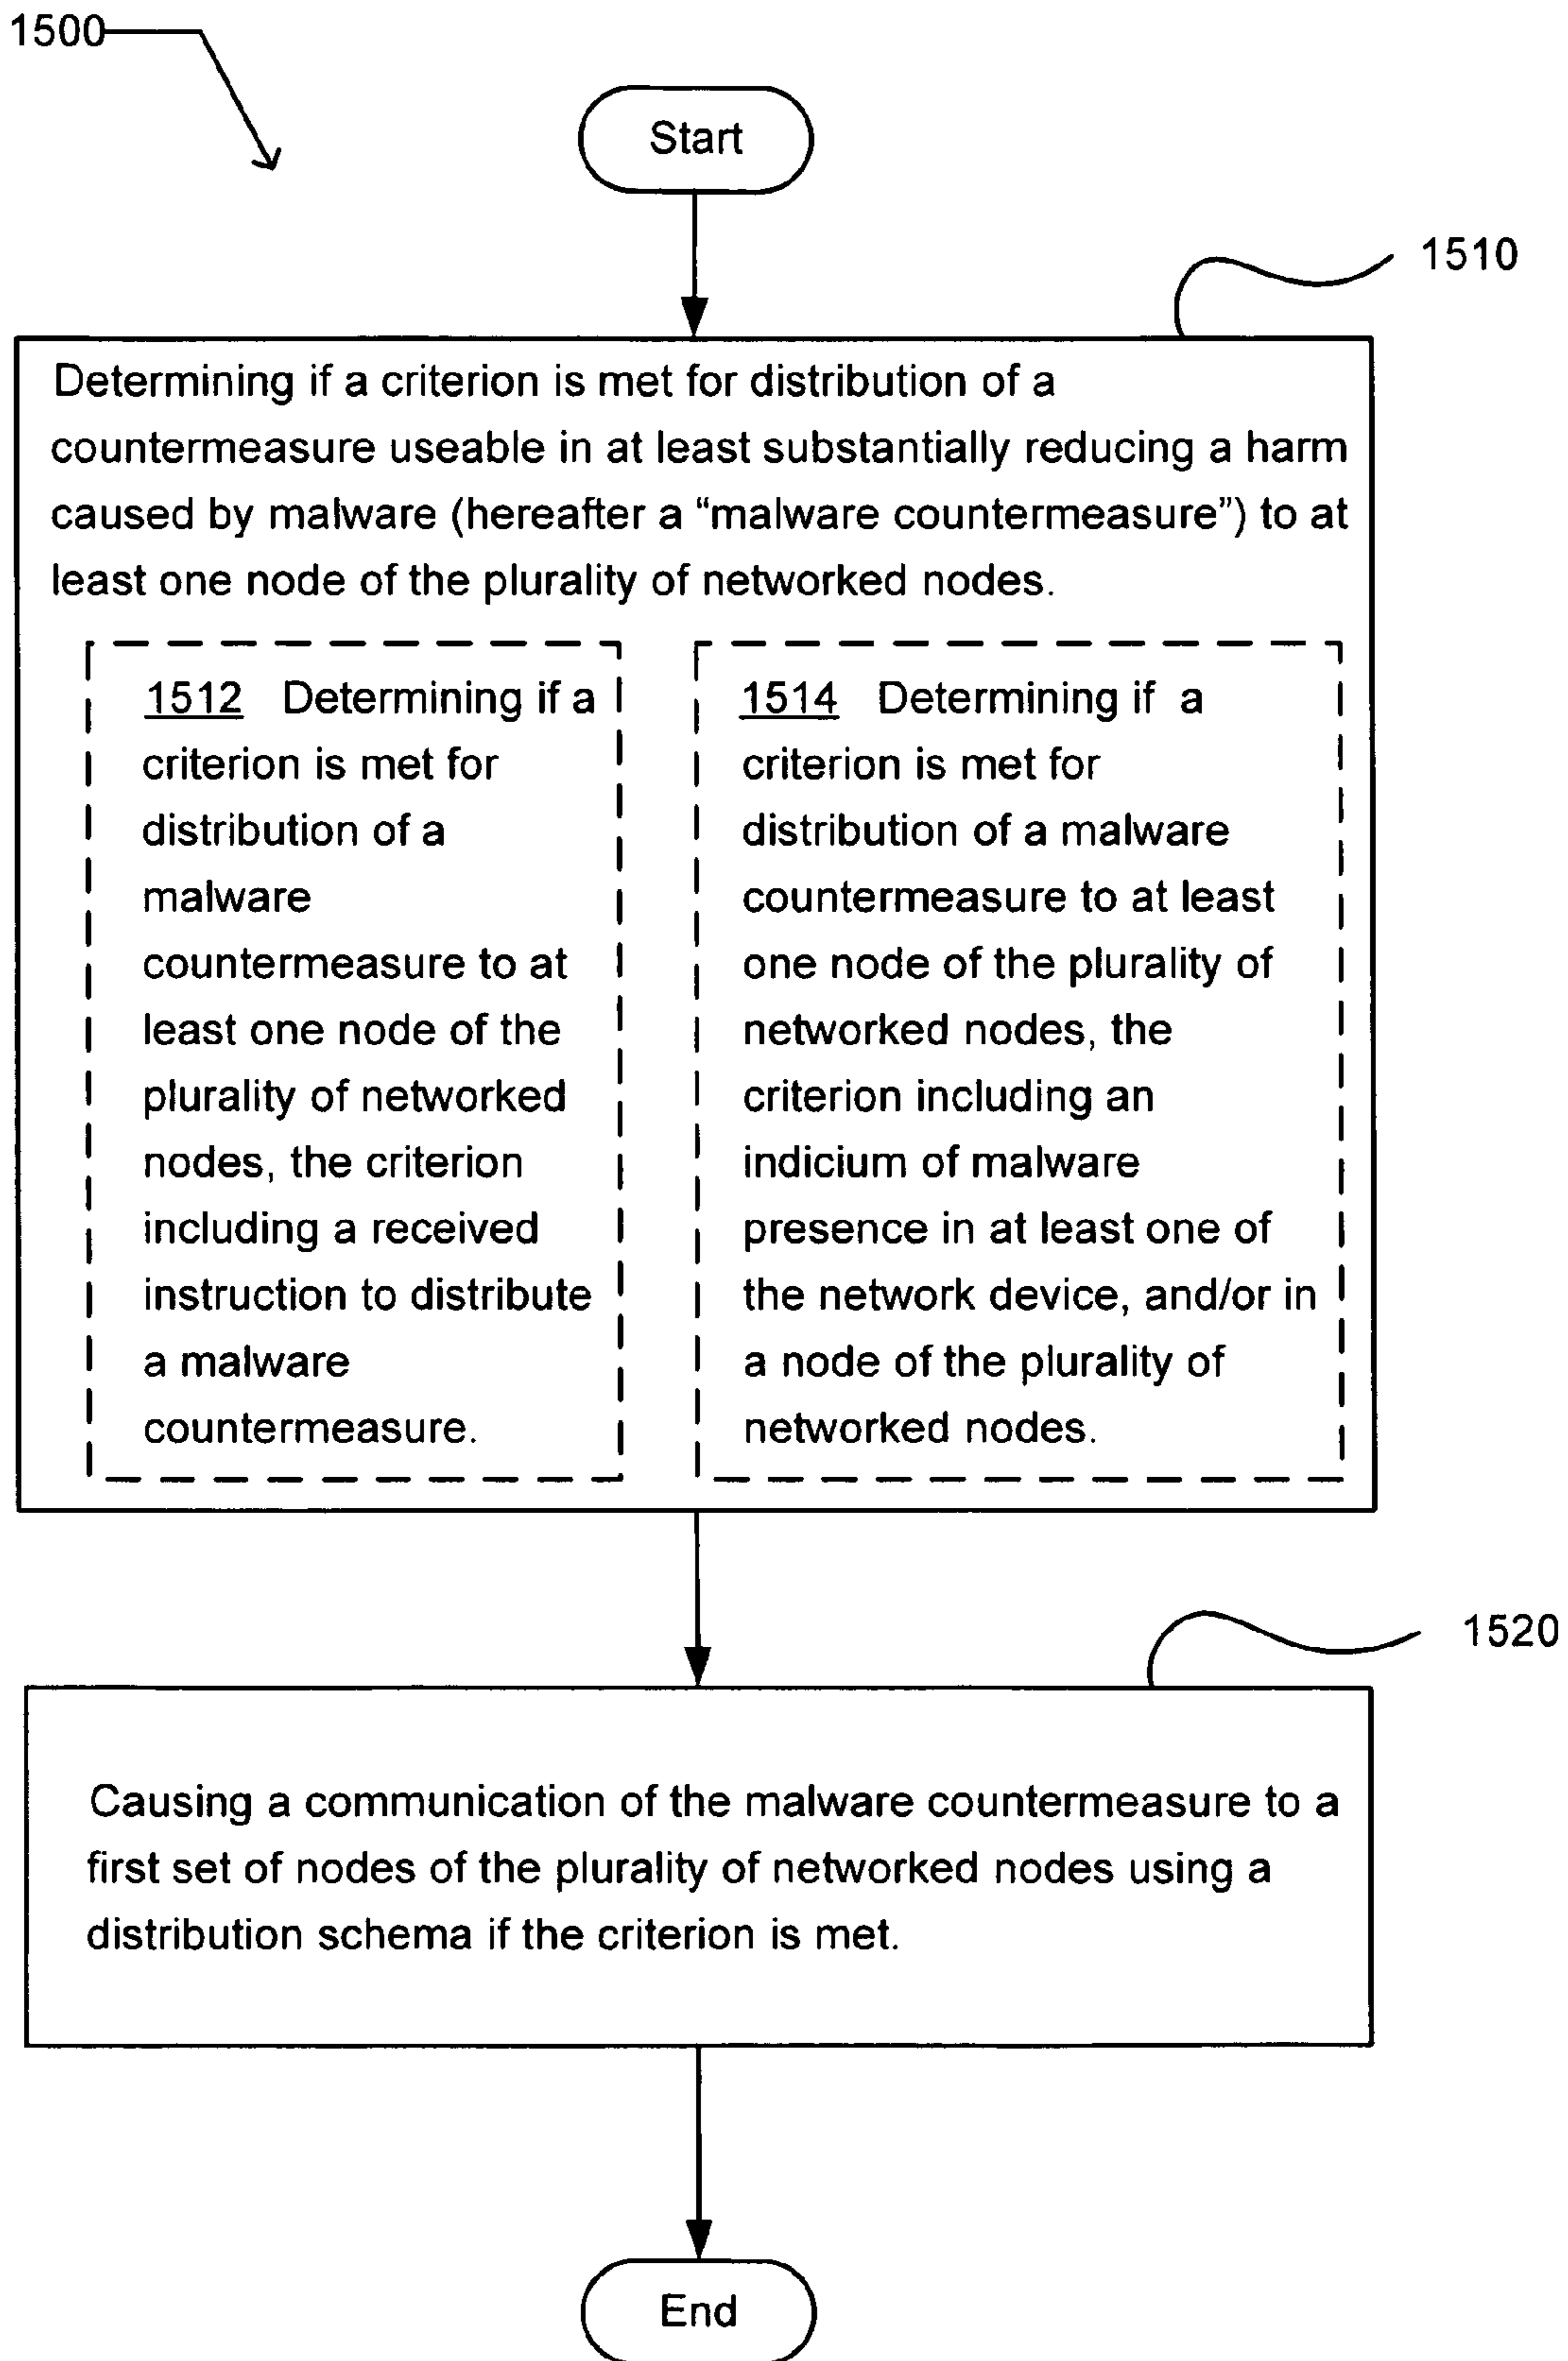 1500
Start
1510
Determining if a criterion is met for distribution of a
countermeasure useable in at least substantially reducing a harm
caused by malware (hereafter a “malware countermeasure”) to at
least one node of the plurality of networked nodes.
1512 Determining if a
criterion is met for
distribution of a
malware
countermeasure to at
least one node of the
plurality of networked
nodes, the criterion
including a received
instruction to distribute
a malware
countermeasure.
1514 Determining if a
criterion is met for
distribution of a malware
countermeasure to at least
one node of the plurality of
networked nodes, the
criterion including an
indicium of malware
presence in at least one of
the network device, and/or in
a node of the plurality of
networked nodes.
1520
Causing a communication of the malware countermeasure to a
first set of nodes of the plurality of networked nodes using a
distribution schema if the criterion is met.
End